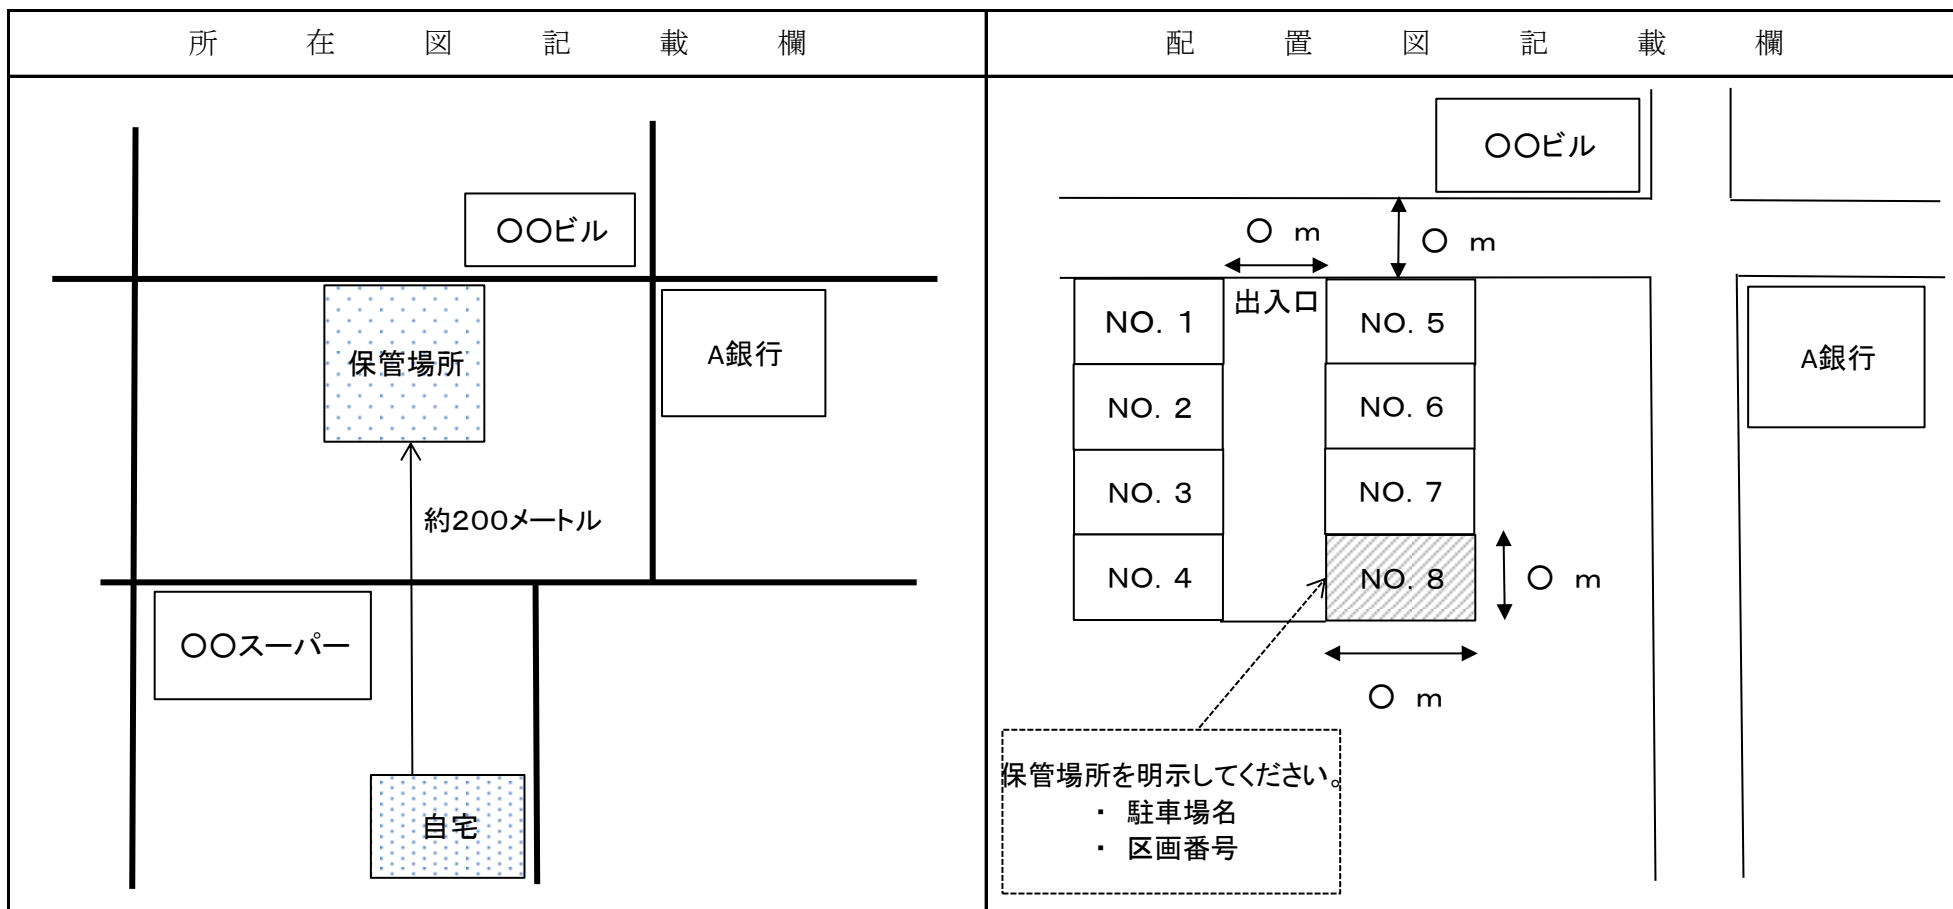 所在図記載欄
〇〇ビル
保管場所
A銀行
約200メートル
〇〇スーパー
自宅
配置図記載欄
〇〇ビル
〇 m
〇 m
出入口
NO. 1
NO. 5
A銀行
NO. 2
NO. 6
NO. 3
NO. 7
NO. 4
NO. 8
〇 m
〇 m
保管場所を明示してください。
・ 駐車場名
・ 区画番号